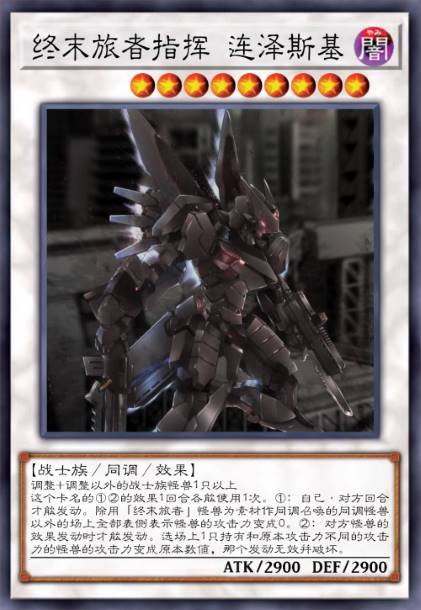 终末旅者指挥 连泽斯基 闇
やみ
【战士族/同调/效果】
调整+调整以外的战士族怪兽1只以上
这个卡名的①②的效果1回合各能使用1次。①:自己·对方回合
才能发动。除用「终末旅者」怪兽为素材作同调召唤的同调怪兽
以外的场上全部表侧表示怪兽的攻击力变成0。②:对方怪兽的
效果发动时才能发动。选场上1只持有和原本攻击力不同的攻击
力的怪兽的攻击力变成原本数值,那个发动无效并破坏。
ATK/2900 DEF/2900